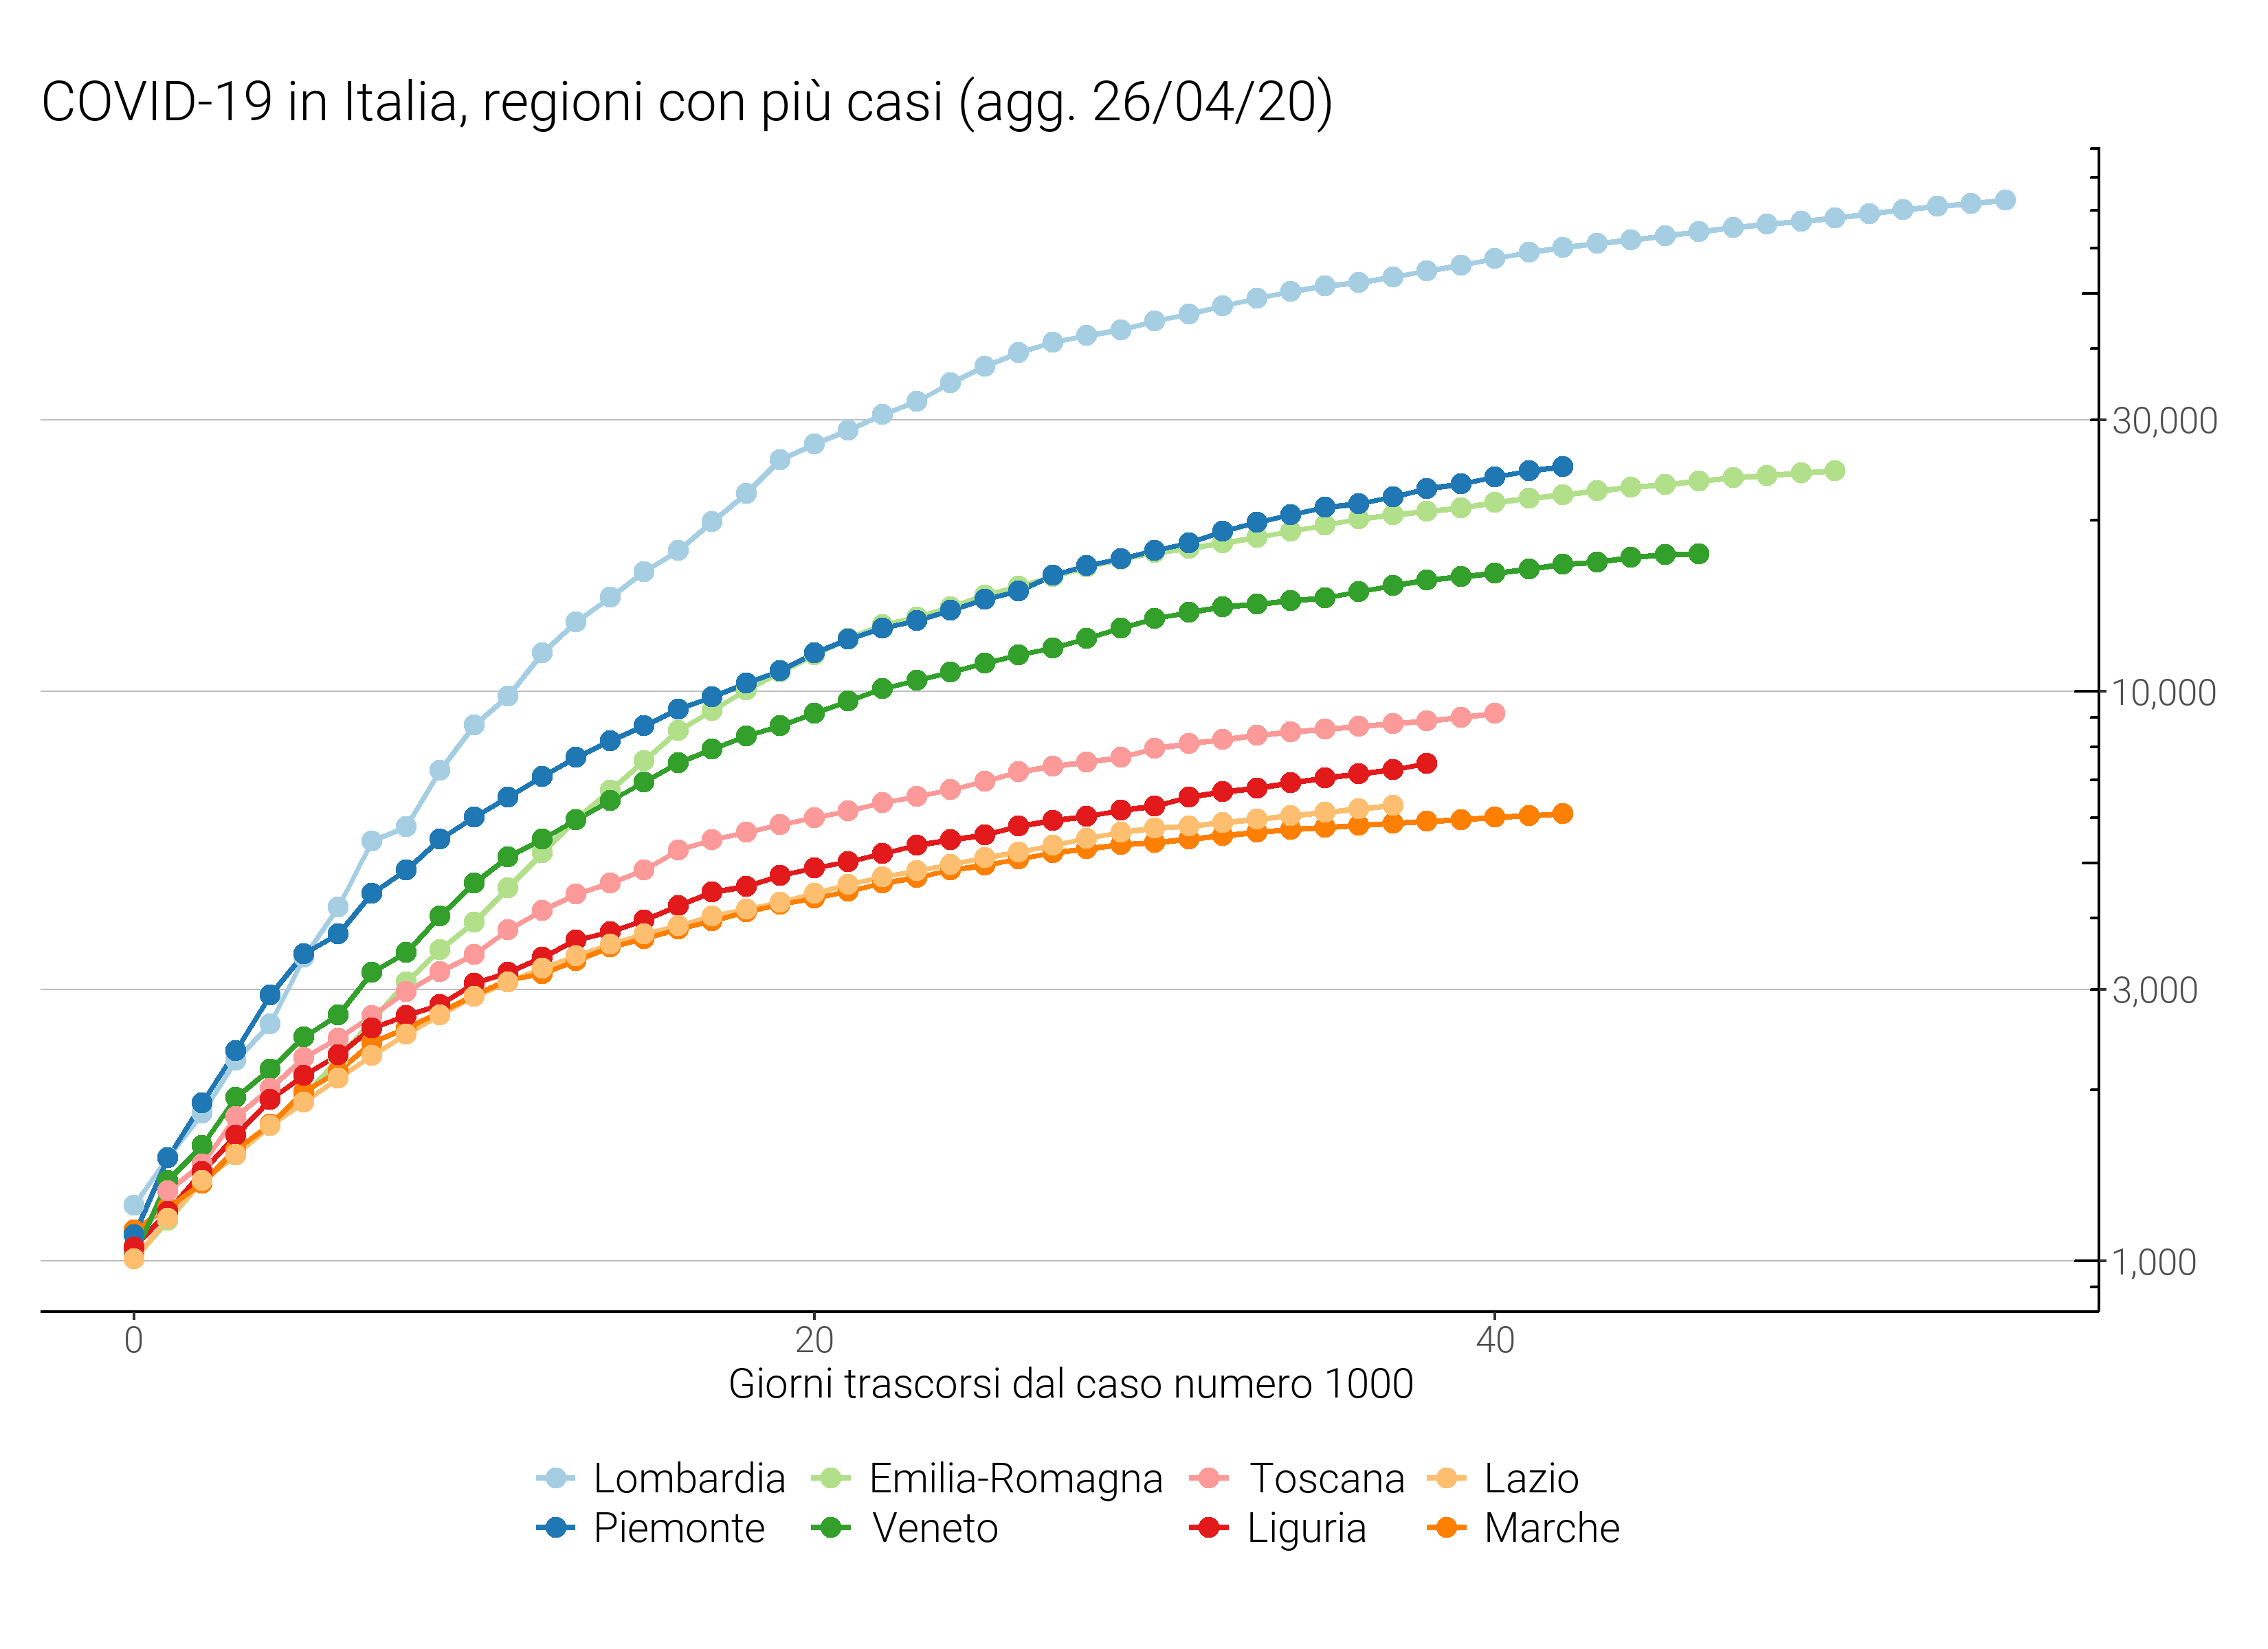 COVID-19 in Italia, regioni con più casi (agg. 26/04/20)
30,000
10,000
3,000
1,000
0 20 40
Giorni trascorsi dal caso numero 1000
Lombardia Emilia-Romagna Toscana Lazio
Piemonte Veneto Liguria Marche